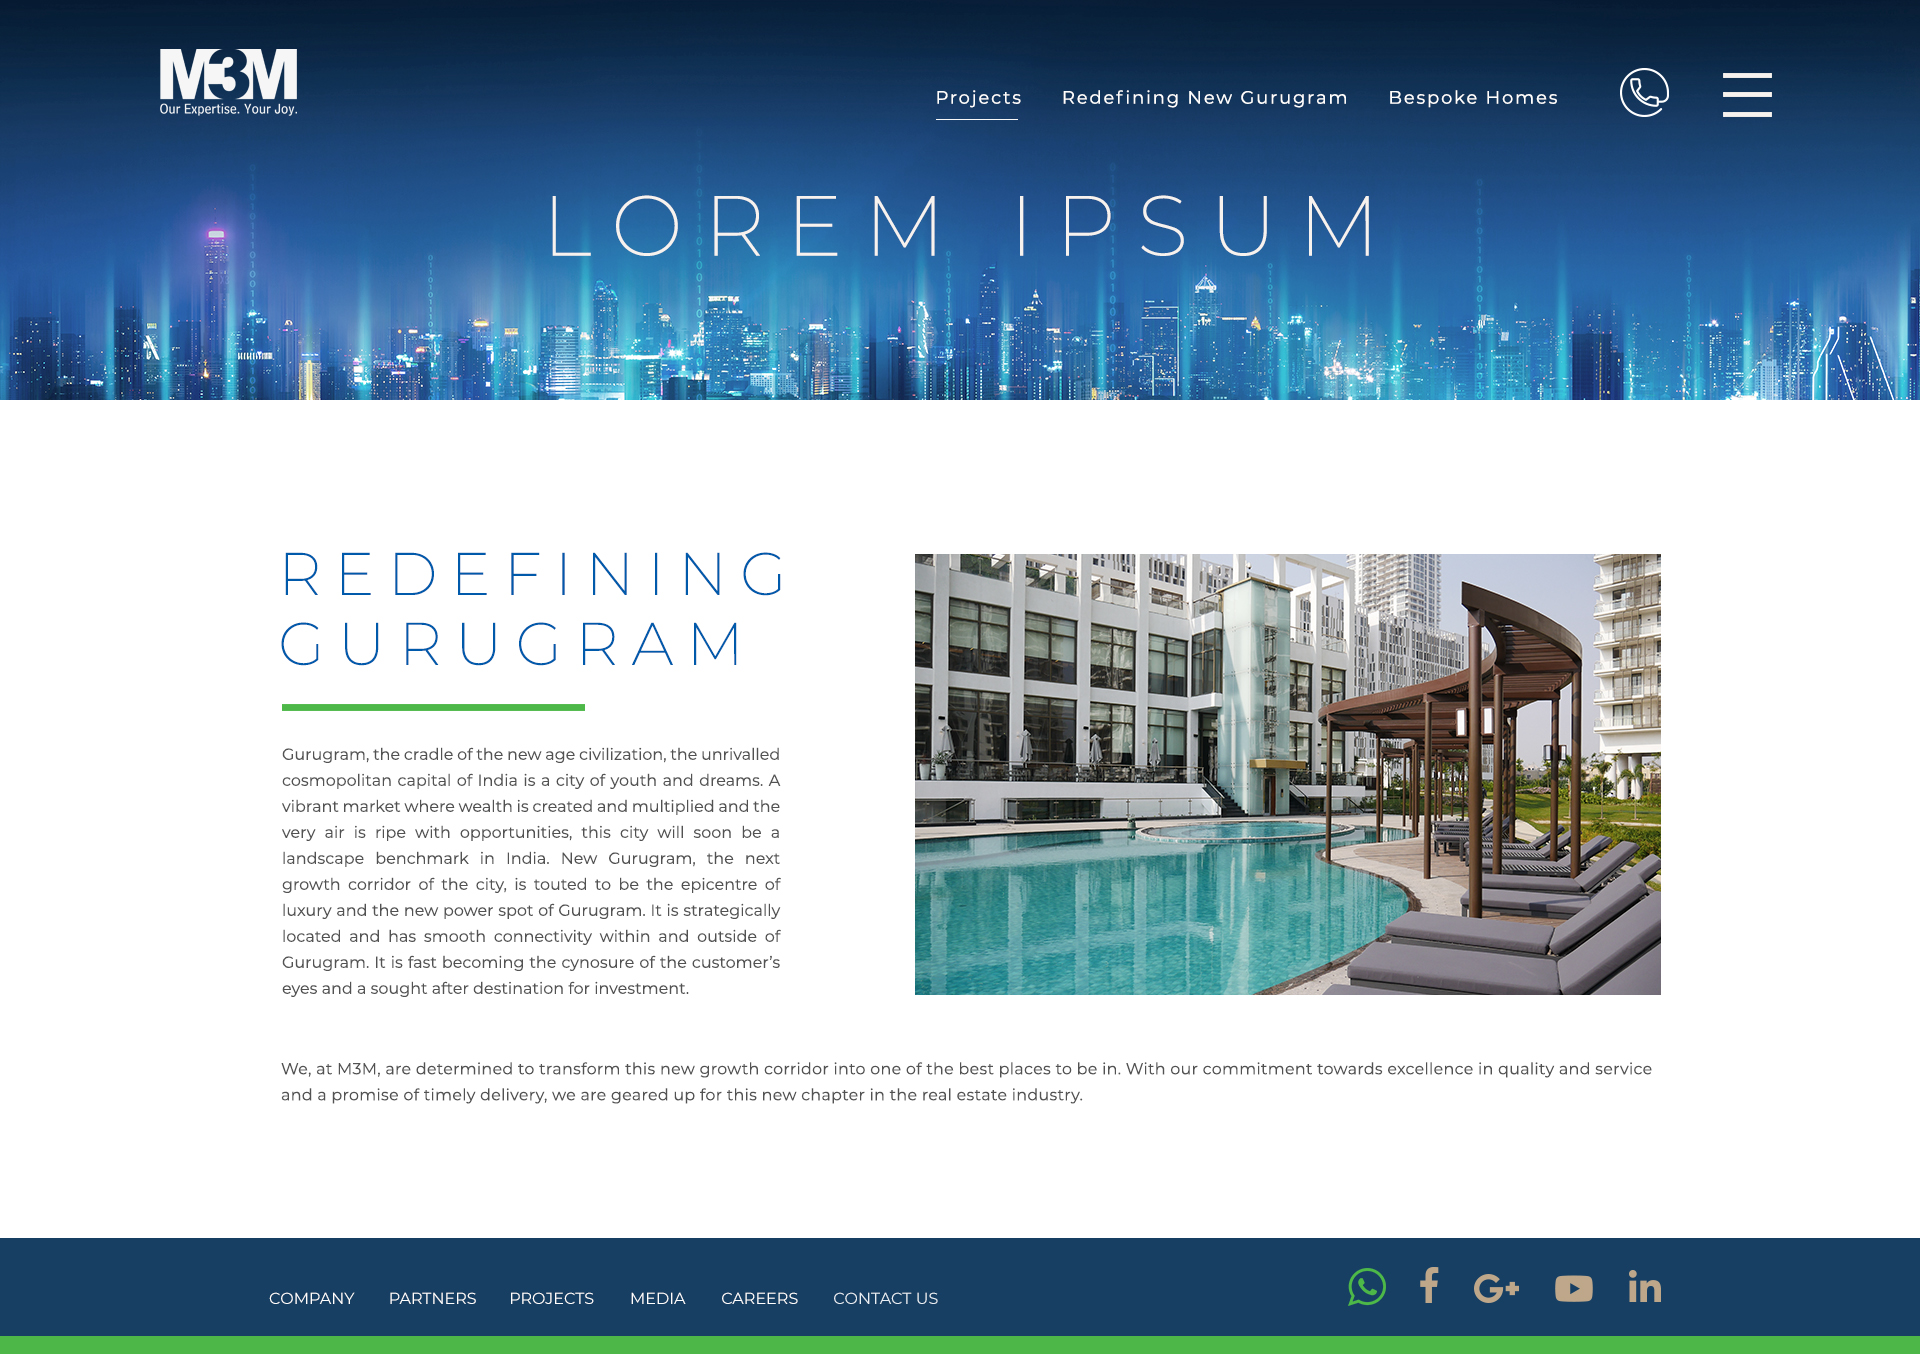 M3M
Our Expertise. Your Joy.
Projects Redefining New Gurugram Bespoke Homes
LOREM IPSUM
REDEFINING
GURUGRAM
Gurugram, the cradle of the new age civilization, the unrivalled
cosmopolitan capital of India is a city of youth and dreams. A
vibrant market where wealth is created and multiplied and the
very air is ripe with opportunities, this city will soon be a
landscape benchmark in India. New Gurugram, the next
growth corridor of the city, is touted to be the epicentre of
luxury and the new power spot of Gurugram. It is strategically
located and has smooth connectivity within and outside of
Gurugram. It is fast becoming the cynosure of the customer’s
eyes and a sought after destination for investment.
We, at M3M, are determined to transform this new growth corridor into one of the best places to be in. With our commitment towards excellence in quality and service
and a promise of timely delivery, we are geared up for this new chapter in the real estate industry.
COMPANY PARTNERS PROJECTS MEDIA CAREERS CONTACT US